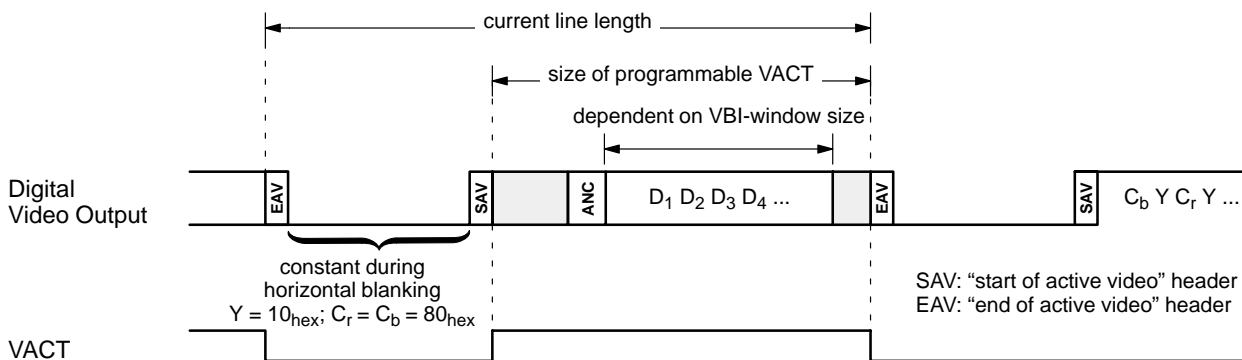 current line length
size of programmable VACT
dependent on VBI-window size
Digital
Video Output
EAV
SAV
ANC
D1 D2 D3 D4 ...
EAV
SAV
Cb Y Cr Y ...
constant during
horizontal blanking
Y = 10hex; Cr = Cb = 80hex
SAV: “start of active video” header
EAV: “end of active video” header
VACT